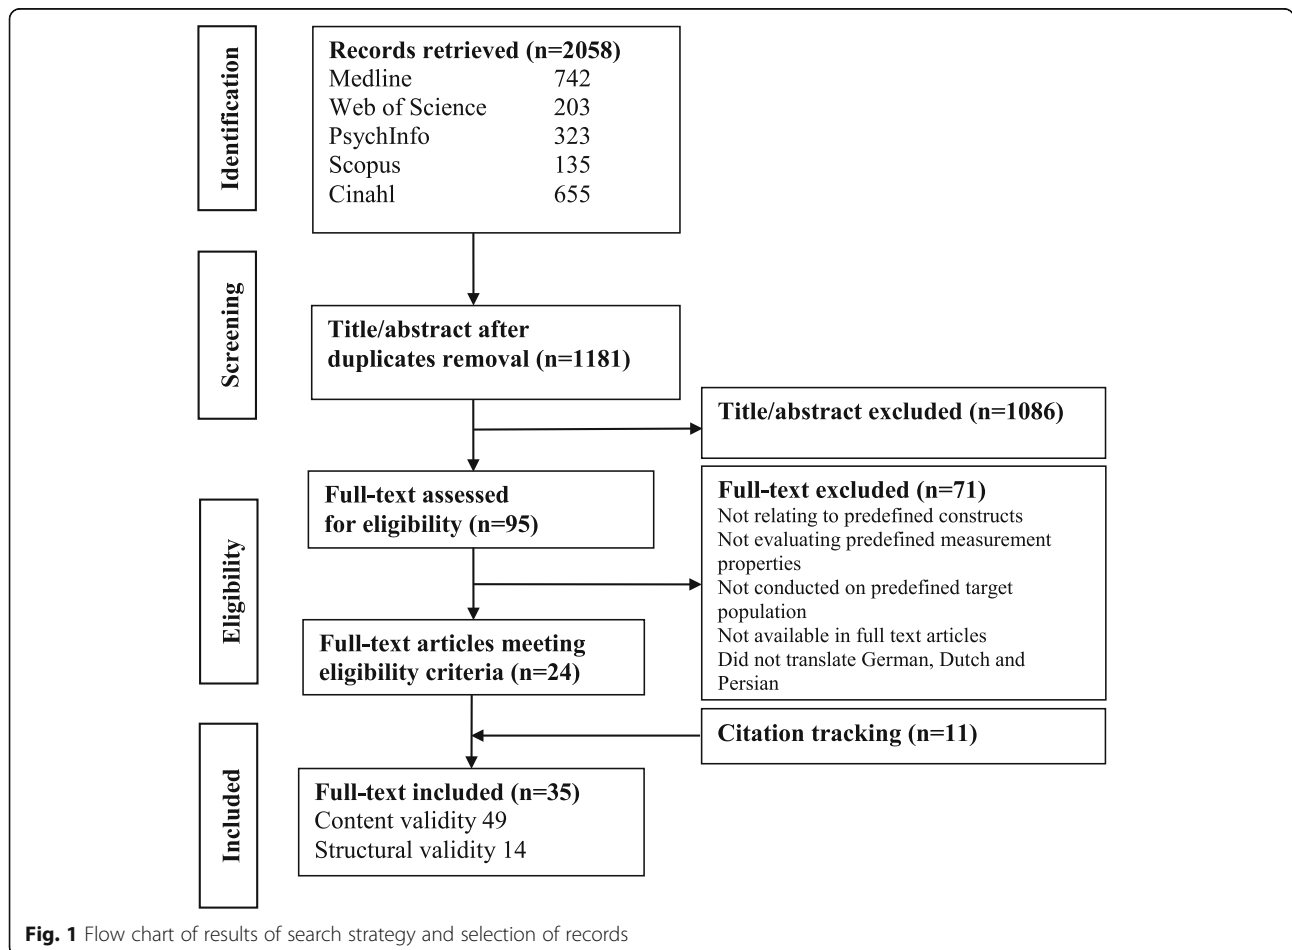 Identification
Records retrieved (n=2058)
Medline 742
Web of Science 203
PsychInfo 323
Scopus 135
Cinahl 655
Screening
Title/abstract after
duplicates removal (n=1181)
Title/abstract excluded (n=1086)
Eligibility
Full-text assessed
for eligibility (n=95)
Full-text excluded (n=71)
Not relating to predefined constructs
Not evaluating predefined measurement
properties
Not conducted on predefined target
population
Not available in full text articles
Did not translate German, Dutch and
Persian
Full-text articles meeting
eligibility criteria (n=24)
Citation tracking (n=11)
Included
Full-text included (n=35)
Content validity 49
Structural validity 14
Fig. 1 Flow chart of results of search strategy and selection of records